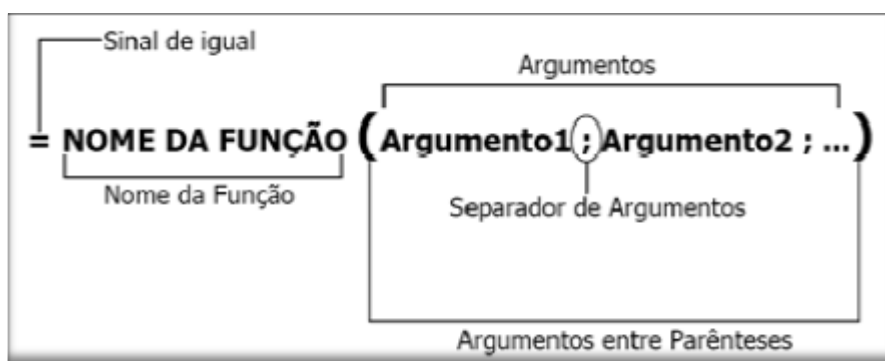 Sinal de igual
Argumentos
= NOME DA FUNÇÃO (Argumento1 ; Argumento2 ; ...)
Nome da Função
Separador de Argumentos
Argumentos entre Parênteses